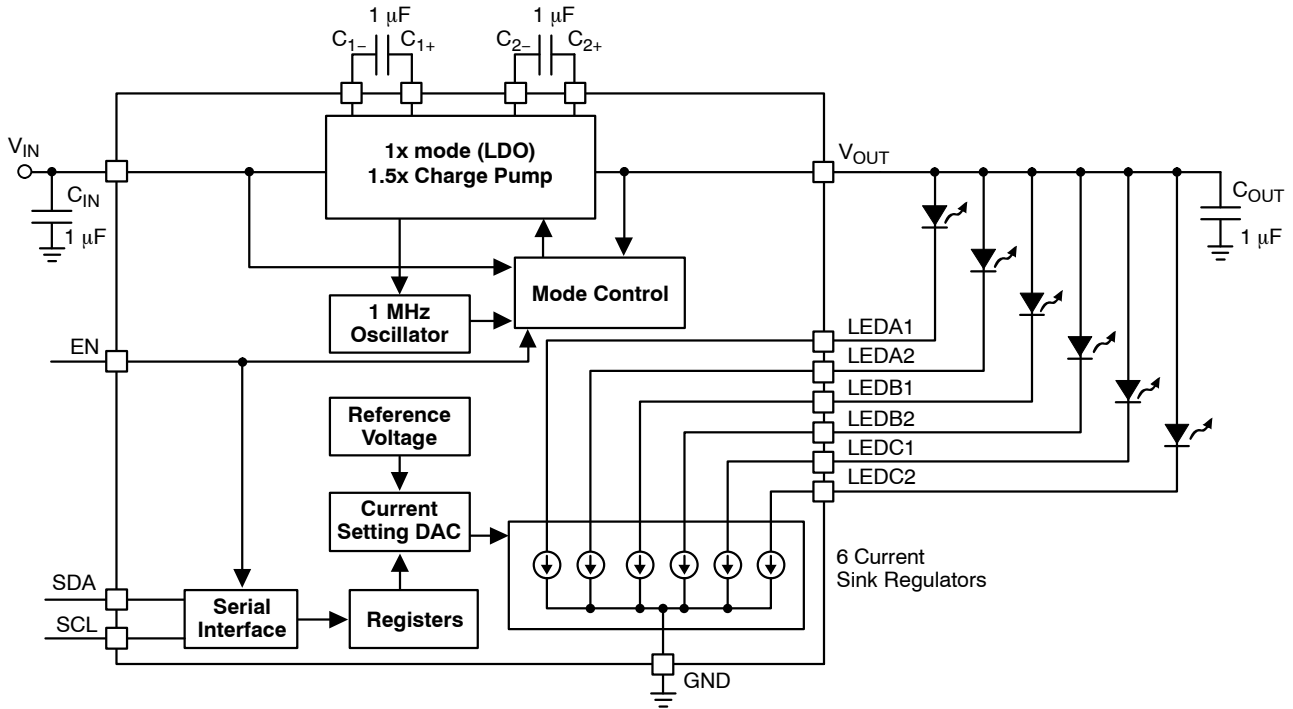 1 μF
1 μF
C1−
C1+
C2−
C2+
VIN
CIN
1 μF
1x mode (LDO)
1.5x Charge Pump
VOUT
COUT
1 μF
Mode Control
1 MHz
Oscillator
EN
LEDA1
LEDA2
LEDB1
LEDB2
LEDC1
LEDC2
Reference
Voltage
Current
Setting DAC
6 Current
Sink Regulators
SDA
SCL
Serial
Interface
Registers
GND